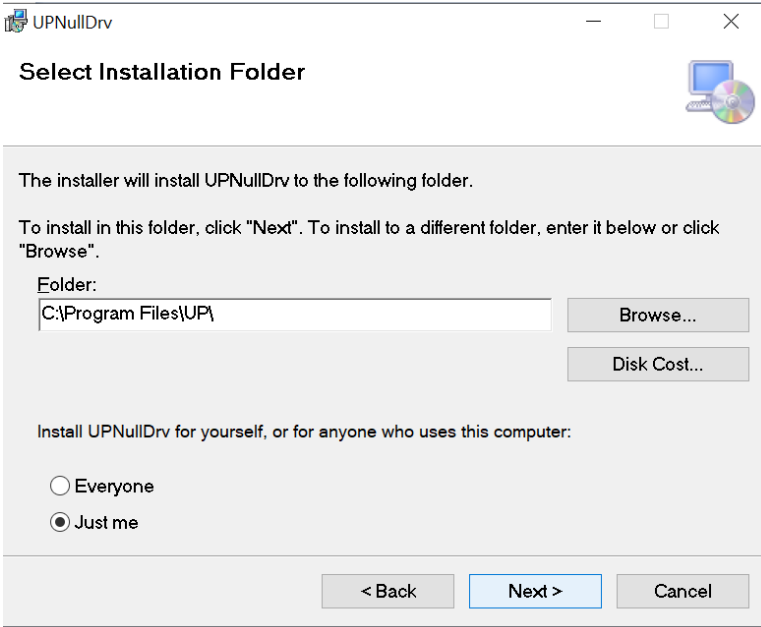 UPNullDrv
Select Installation Folder
The installer will install UPNullDrv to the following folder.
To install in this folder, click "Next". To install to a different folder, enter it below or click
"Browse".
Folder:
C:\Program Files\UP\
Browse...
Disk Cost...
Install UPNullDrv for yourself, or for anyone who uses this computer:
Everyone
Just me
< Back
Next >
Cancel